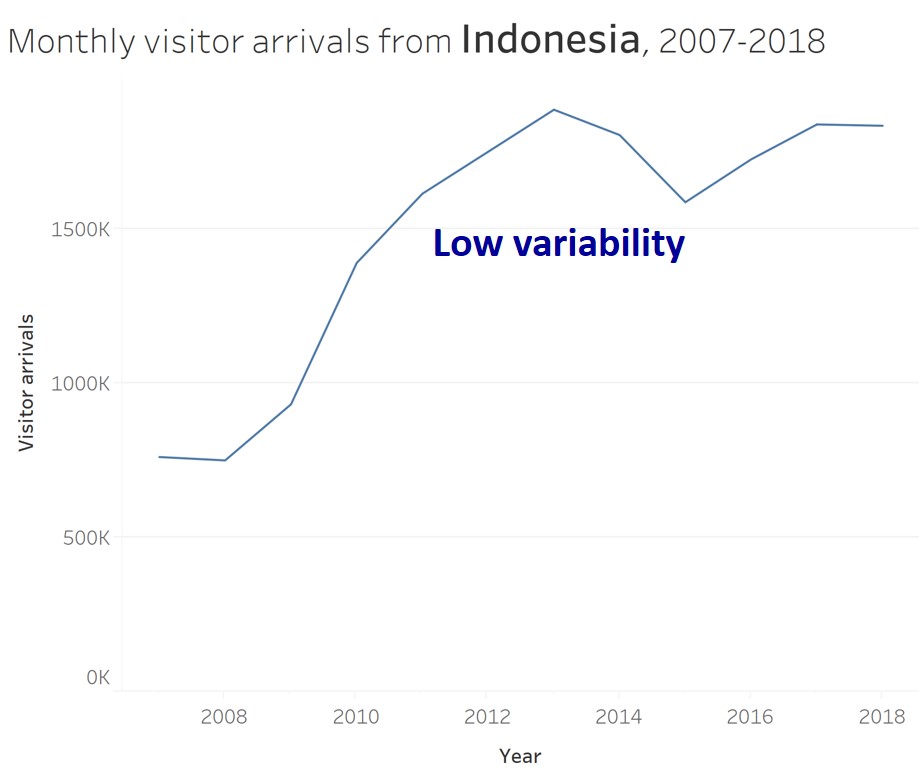 Monthly visitor arrivals from Indonesia, 2007-2018
1500K
Low variability
1000K
Visitor arrivals
500K
0K
2008 2010 2012 2014 2016 2018
Year